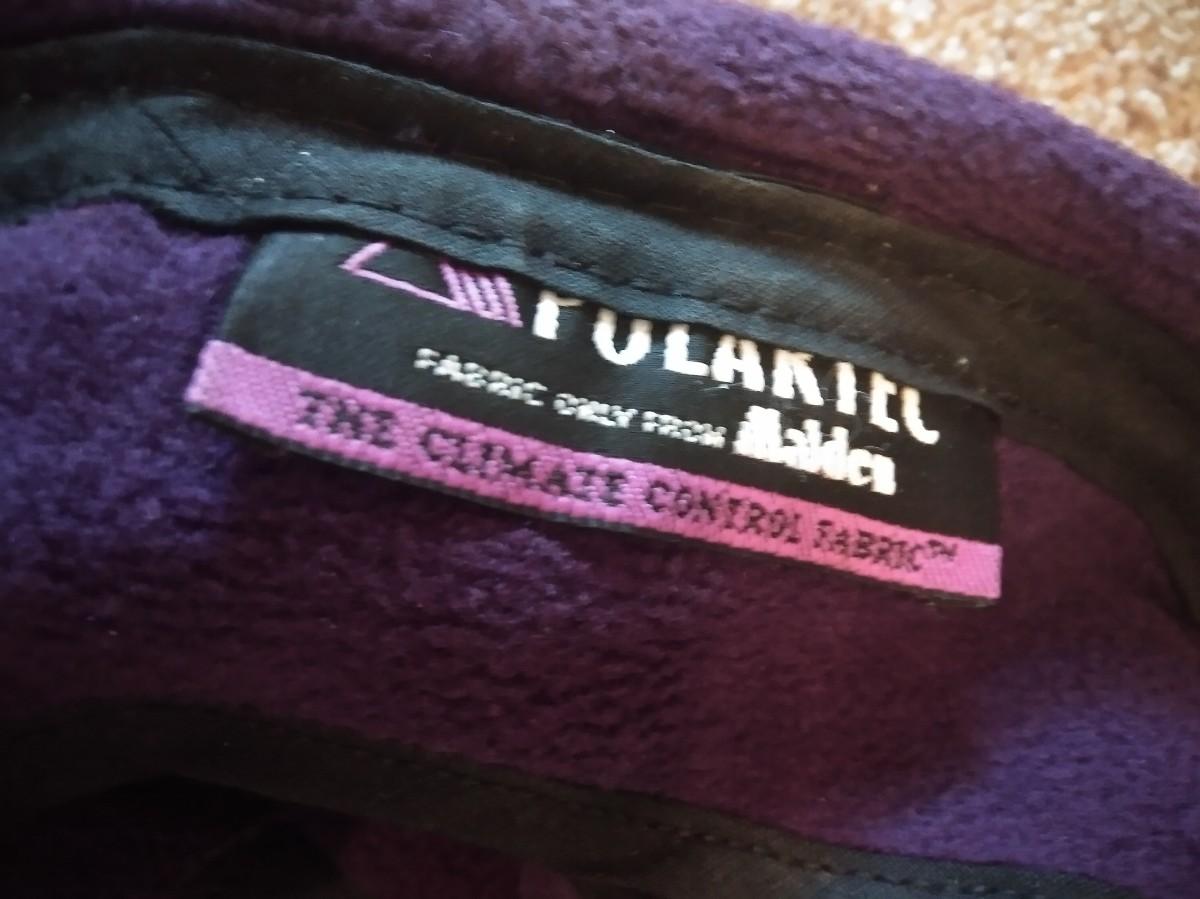 POLARTEC
FABRIC ONLY FROM Malden
THE CLIMATE CONTROL FABRIC™